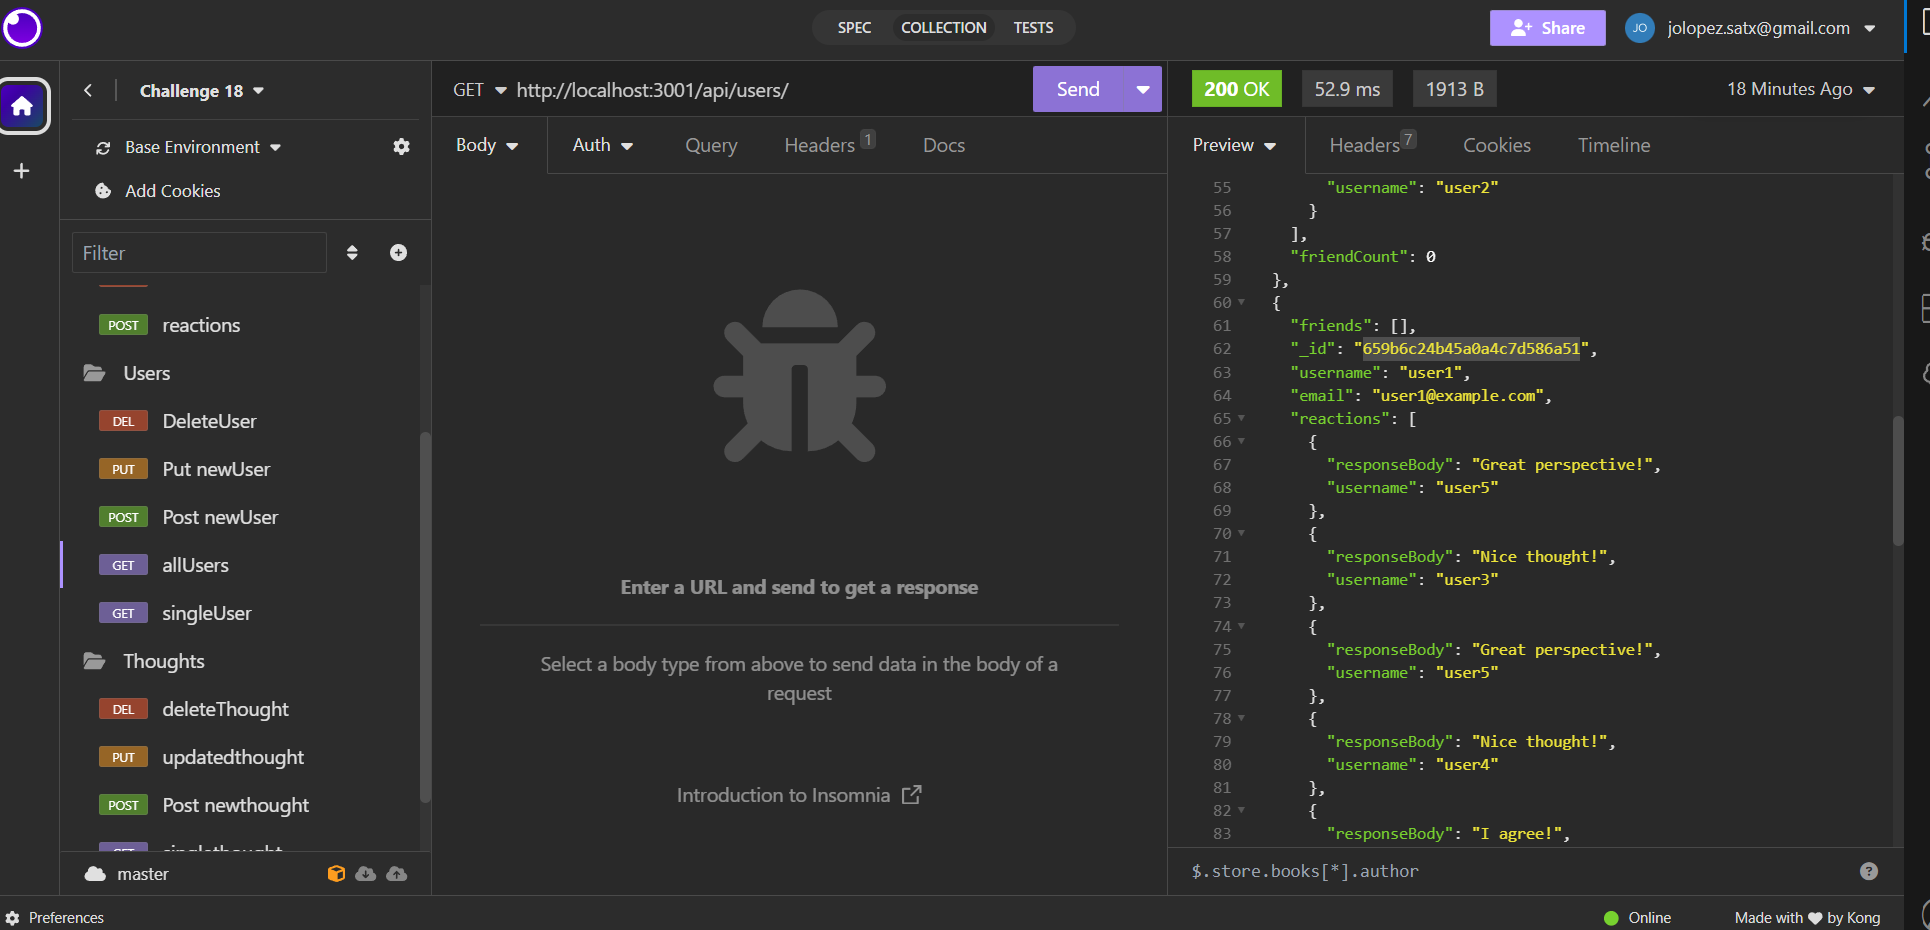 SPEC COLLECTION TESTS
Share
JO jolopez.satx@gmail.com
Challenge 18
Base Environment
Add Cookies
Filter
POST reactions
Users
DEL DeleteUser
PUT Put newUser
POST Post newUser
GET allUsers
GET singleUser
Thoughts
DEL deleteThought
PUT updatedthought
POST Post newthought
GET singlethought
master
Preferences
GET http://localhost:3001/api/users/ Send
Body Auth Query Headers 1 Docs
Enter a URL and send to get a response
Select a body type from above to send data in the body of a
request
Introduction to Insomnia
200 OK 52.9 ms 1913 B 18 Minutes Ago
Preview Headers 7 Cookies Timeline
55 "username": "user2"
56 }
57 ],
58 "friendCount": 0
59 },
60 {
61 "friends": [],
62 "_id": "659b6c24b45a0a4c7d586a51",
63 "username": "user1",
64 "email": "user1@example.com",
65 "reactions": [
66 {
67 "responseBody": "Great perspective!",
68 "username": "user5"
69 },
70 {
71 "responseBody": "Nice thought!",
72 "username": "user3"
73 },
74 {
75 "responseBody": "Great perspective!",
76 "username": "user5"
77 },
78 {
79 "responseBody": "Nice thought!",
80 "username": "user4"
81 },
82 {
83 "responseBody": "I agree!",
$.store.books[*].author
Online
Made with by Kong